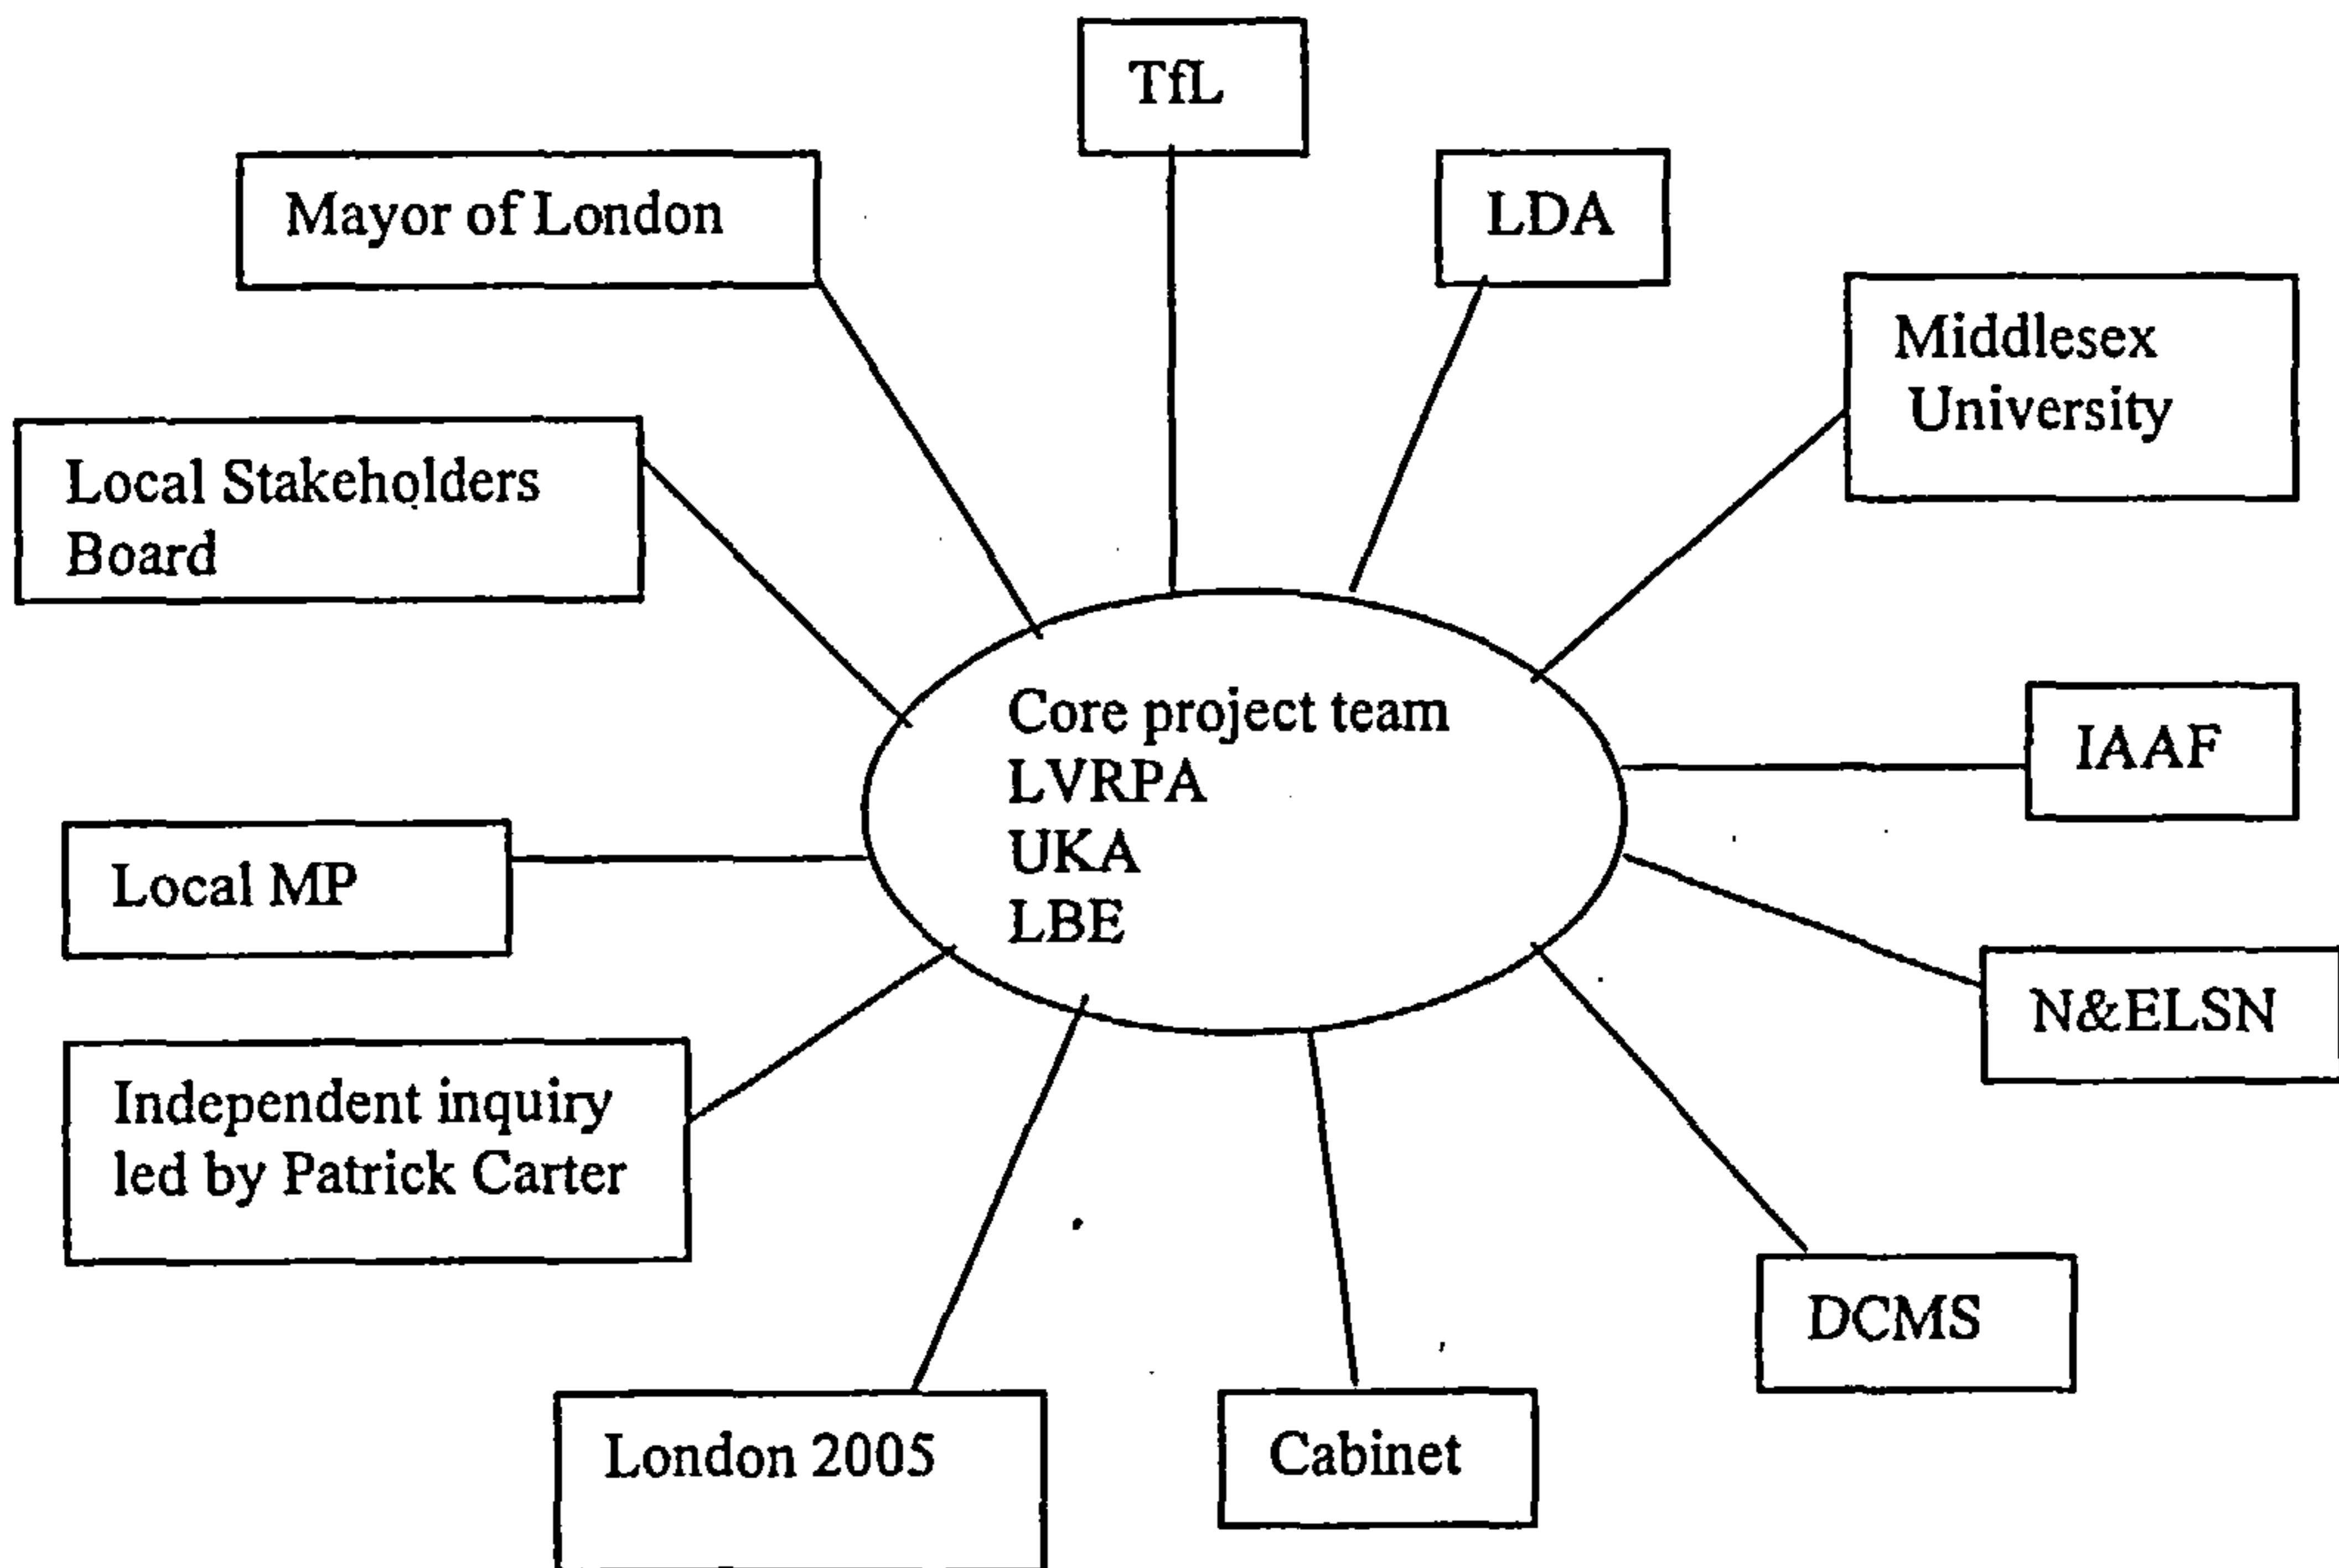 TfL
Mayor of London
LDA
Middlesex
University
Local Stakeholders
Board
Core project team
LVRPA
UKA
LBE
IAAF
Local MP
N&ELSN
Independent inquiry
led by Patrick Carter
DCMS
London 2005
Cabinet